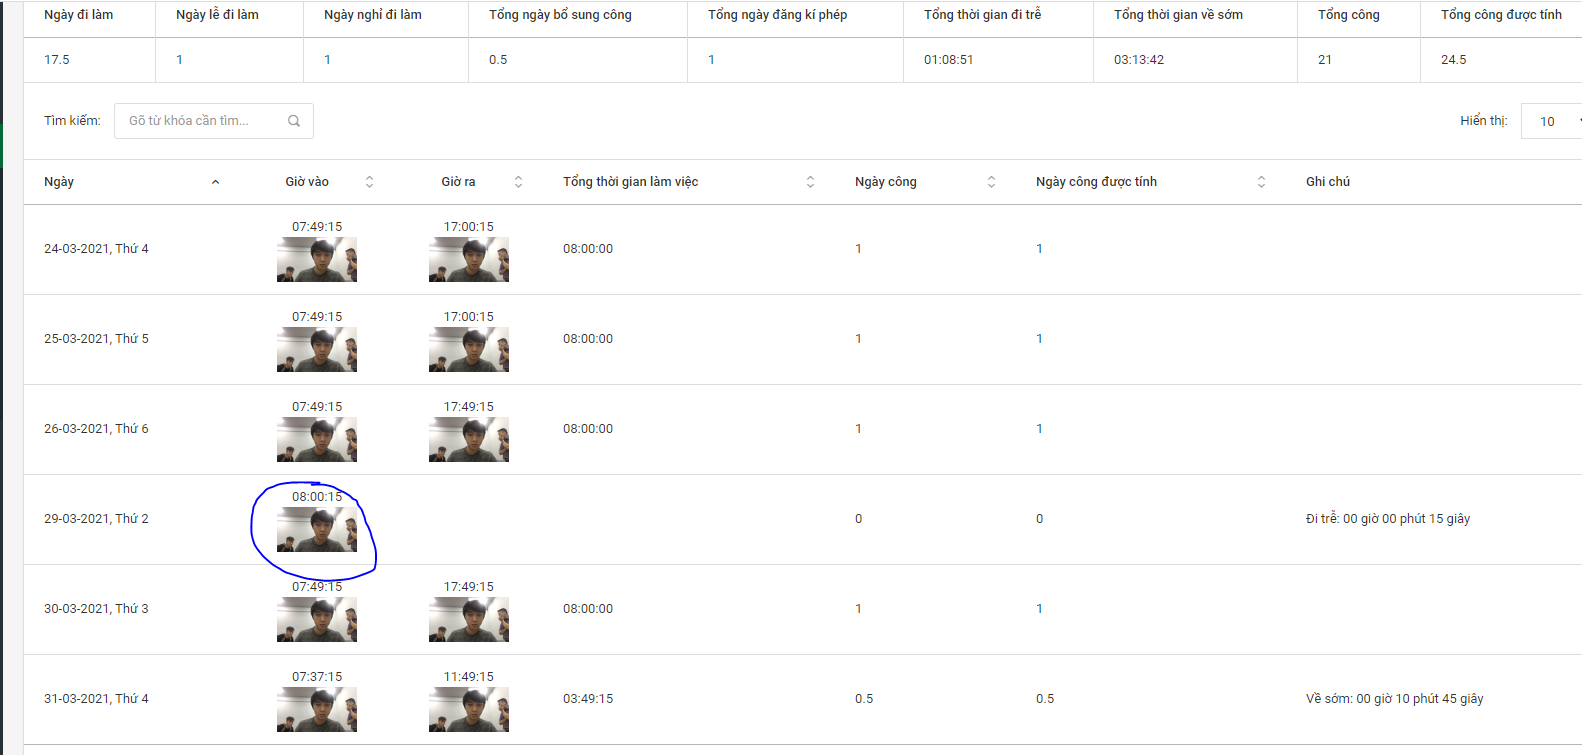 Ngày đi làm Ngày lễ đi làm Ngày nghỉ đi làm Tổng ngày bổ sung công Tổng ngày đăng kí phép Tổng thời gian đi trễ Tổng thời gian về sớm Tổng công Tổng công được tính
17.5 1 1 0.5 1 01:08:51 03:13:42 21 24.5
Tìm kiếm: Gõ từ khóa cần tìm... Hiển thị: 10
Ngày Giờ vào Giờ ra Tổng thời gian làm việc Ngày công Ngày công được tính Ghi chú
07:49:15 17:00:15
24-03-2021, Thứ 4 08:00:00 1 1
07:49:15 17:00:15
25-03-2021, Thứ 5 08:00:00 1 1
07:49:15 17:49:15
26-03-2021, Thứ 6 08:00:00 1 1
08:00:15
29-03-2021, Thứ 2 0 0 Đi trễ: 00 giờ 00 phút 15 giây
07:49:15 17:49:15
30-03-2021, Thứ 3 08:00:00 1 1
07:37:15 11:49:15
31-03-2021, Thứ 4 03:49:15 0.5 0.5 Về sớm: 00 giờ 10 phút 45 giây